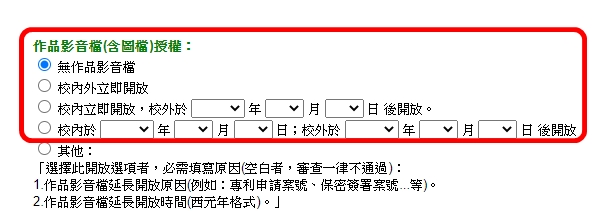 作品影音檔(含圖檔)授權：
無作品影音檔
校內外立即開放
校內立即開放，校外於 年 月 日 後開放。
校內於 年 月 日；校外於 年 月 日 後開放
其他：
「選擇此開放選項者，必需填寫原因(空白者，審查一律不通過)：
1.作品影音檔延長開放原因(例如：專利申請案號、保密簽署案號...等)。
2.作品影音檔延長開放時間(西元年格式)。」